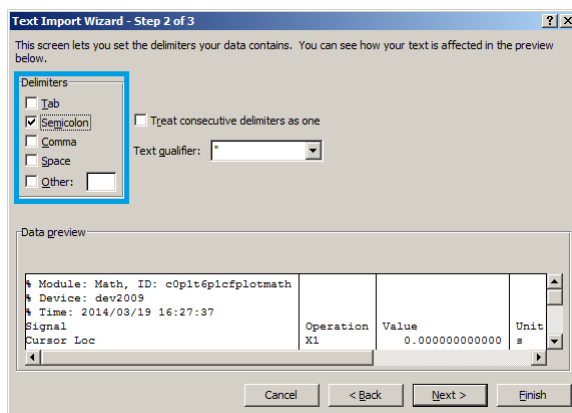 Text Import Wizard - Step 2 of 3
This screen lets you set the delimiters your data contains. You can see how your text is affected in the preview
below.
Delimiters
Tab
Semicolon
Comma
Space
Other:
Treat consecutive delimiters as one
Text qualifier: "
Data preview
% Module: Math, ID: c0p1t6p1cfplotmath
% Device: dev2009
% Time: 2014/03/19 16:27:37
Signal Operation Value Unit
Cursor Loc X1 0.000000000000 s
Cancel < Back Next > Finish